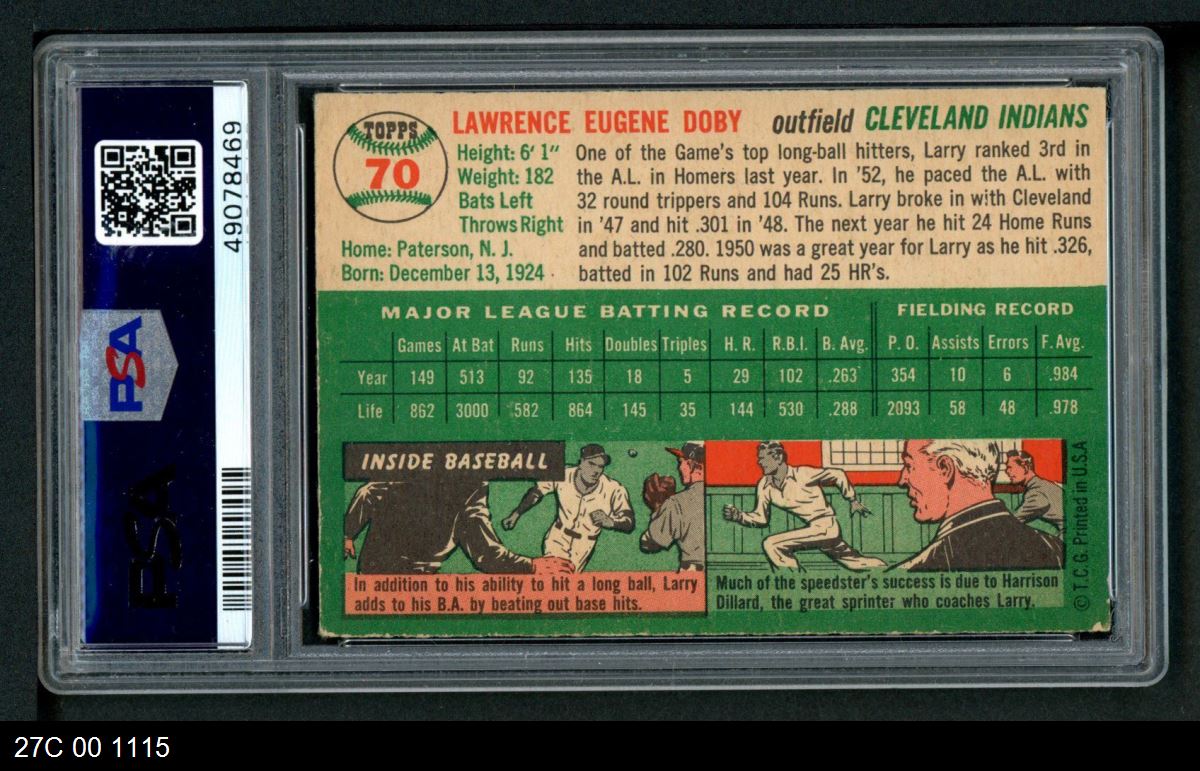 49078469
PSA
PSA
TOPPS
70
LAWRENCE EUGENE DOBY outfield CLEVELAND INDIANS
Height: 6' 1"
Weight: 182
Bats Left
Throws Right
Home: Paterson, N. J.
Born: December 13, 1924
One of the Game's top long-ball hitters, Larry ranked 3rd in
the A.L. in Homers last year. In '52, he paced the A.L. with
32 round trippers and 104 Runs. Larry broke in with Cleveland
in '47 and hit .301 in '48. The next year he hit 24 Home Runs
and batted .280. 1950 was a great year for Larry as he hit .326,
batted in 102 Runs and had 25 HR's.
MAJOR LEAGUE BATTING RECORD FIELDING RECORD
Games At Bat Runs Hits Doubles Triples H. R. R.B.I. B. Avg. P. O. Assists Errors F. Avg.
Year 149 513 92 135 18 5 29 102 .263 354 10 6 .984
Life 862 3000 582 864 145 35 144 530 .288 2093 58 48 .978
INSIDE BASEBALL
In addition to his ability to hit a long ball, Larry
adds to his B.A. by beating out base hits.
Much of the speedster's success is due to Harrison
Dillard, the great sprinter who coaches Larry.
© T.C.G. Printed in U.S.A
27C 00 1115